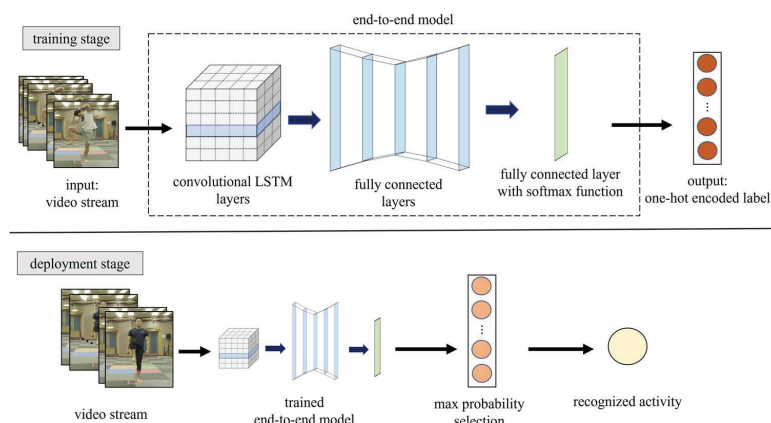 end-to-end model
training stage
input:
video stream
convolutional LSTM
layers
fully connected
layers
fully connected layer
with softmax function
output:
one-hot encoded label
deployment stage
video stream
trained
end-to-end model
max probability
selection
recognized activity